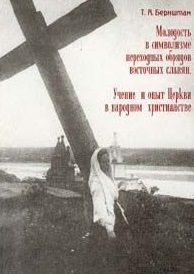 Т. А. Бернштам
Молодость
в символизме
переходных обрядов
восточных славян.
Учение и опыт Церкви
в народном христианстве